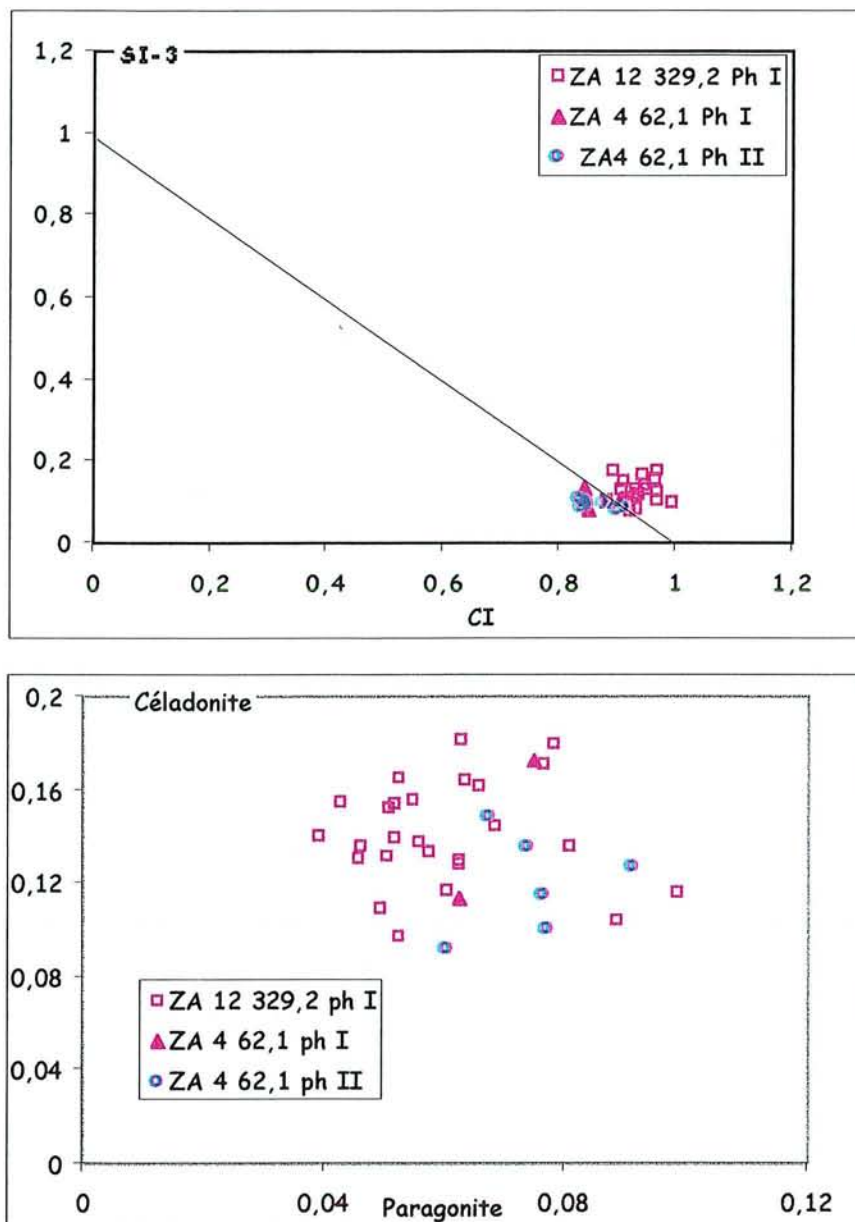 SI-3
1,2
1
0,8
0,6
0,4
0,2
0
ZA 12 329,2 Ph I
ZA 4 62,1 Ph I
ZA4 62,1 Ph II
0 0,2 0,4 0,6 0,8 1 1,2
CI
Céladonite
0,2
0,16
0,12
0,08
0,04
0
ZA 12 329,2 ph I
ZA 4 62,1 ph I
ZA 4 62,1 ph II
0 0,04 0,08 0,12
Paragonite